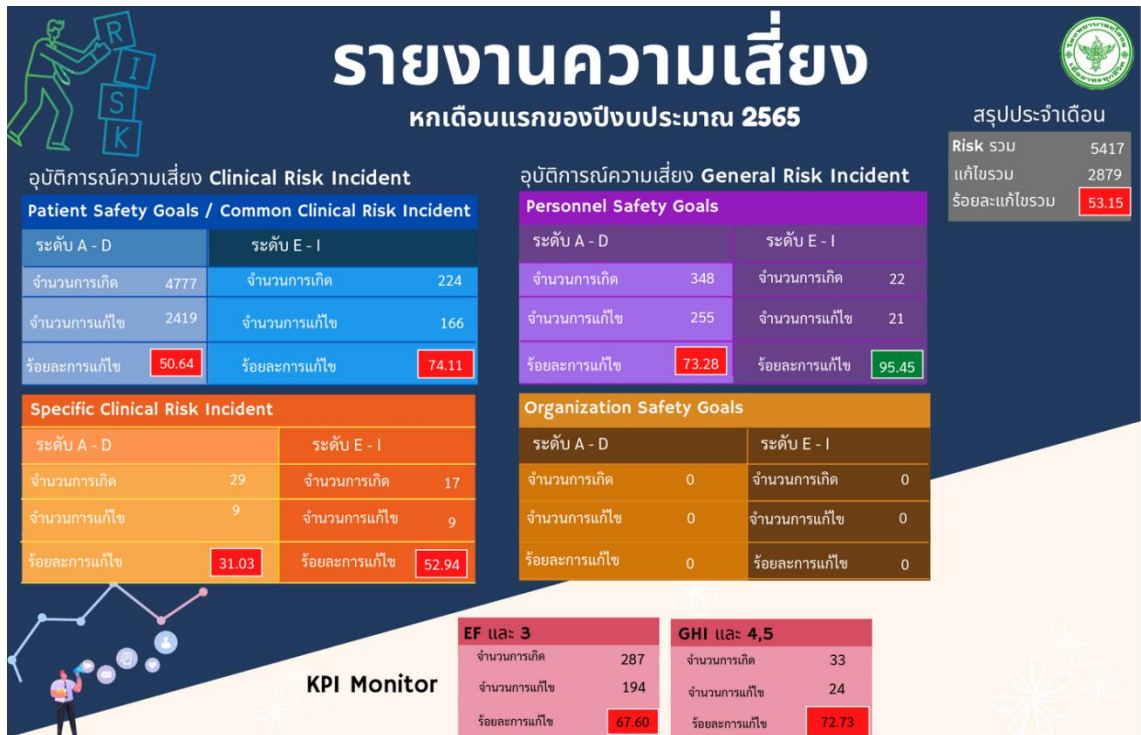 RISK
รายงานความเสี่ยง
หกเดือนแรกของปีงบประมาณ 2565
สรุปประจำเดือน
Risk รวม 5417
แก้ไขรวม 2879
ร้อยละแก้ไขรวม 53.15
อุบัติการณ์ความเสี่ยง Clinical Risk Incident
Patient Safety Goals / Common Clinical Risk Incident
ระดับ A - D ระดับ E - I
จำนวนการเกิด 4777 จำนวนการเกิด 224
จำนวนการแก้ไข 2419 จำนวนการแก้ไข 166
ร้อยละการแก้ไข 50.64 ร้อยละการแก้ไข 74.11
Specific Clinical Risk Incident
ระดับ A - D ระดับ E - I
จำนวนการเกิด 29 จำนวนการเกิด 17
จำนวนการแก้ไข 9 จำนวนการแก้ไข 9
ร้อยละการแก้ไข 31.03 ร้อยละการแก้ไข 52.94
อุบัติการณ์ความเสี่ยง General Risk Incident
Personnel Safety Goals
ระดับ A - D ระดับ E - I
จำนวนการเกิด 348 จำนวนการเกิด 22
จำนวนการแก้ไข 255 จำนวนการแก้ไข 21
ร้อยละการแก้ไข 73.28 ร้อยละการแก้ไข 95.45
Organization Safety Goals
ระดับ A - D ระดับ E - I
จำนวนการเกิด 0 จำนวนการเกิด 0
จำนวนการแก้ไข 0 จำนวนการแก้ไข 0
ร้อยละการแก้ไข 0 ร้อยละการแก้ไข 0
KPI Monitor
EF และ 3
จำนวนการเกิด 287
จำนวนการแก้ไข 194
ร้อยละการแก้ไข 67.60
GHI และ 4,5
จำนวนการเกิด 33
จำนวนการแก้ไข 24
ร้อยละการแก้ไข 72.73